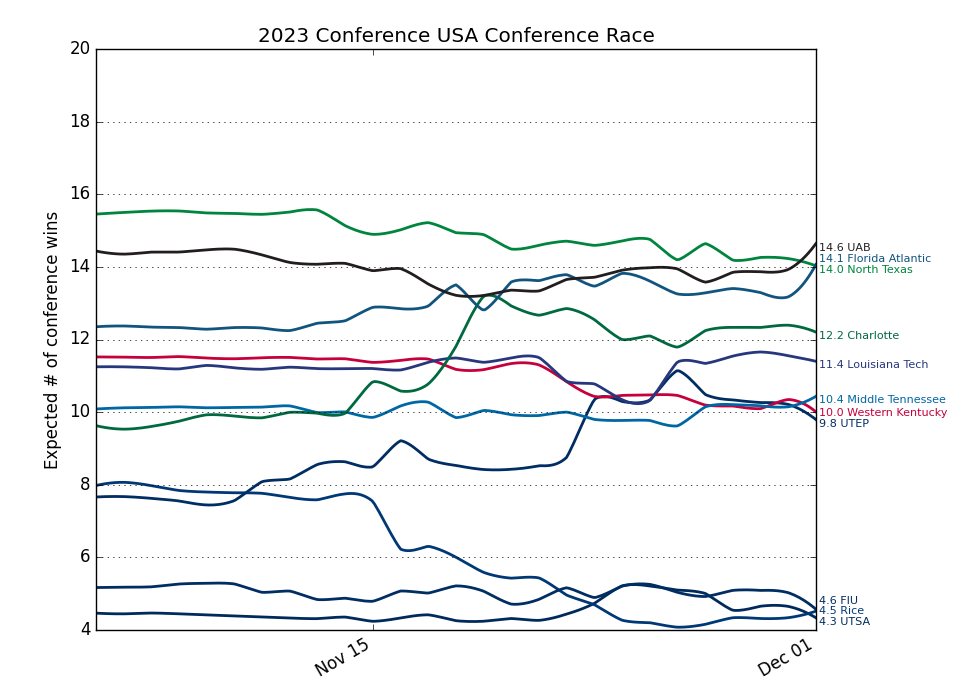 2023 Conference USA Conference Race
Expected # of conference wins
20
18
16
14
12
10
8
6
4
Nov 15
Dec 01
14.6 UAB
14.1 Florida Atlantic
14.0 North Texas
12.2 Charlotte
11.4 Louisiana Tech
10.4 Middle Tennessee
10.0 Western Kentucky
9.8 UTEP
4.6 FIU
4.5 Rice
4.3 UTSA